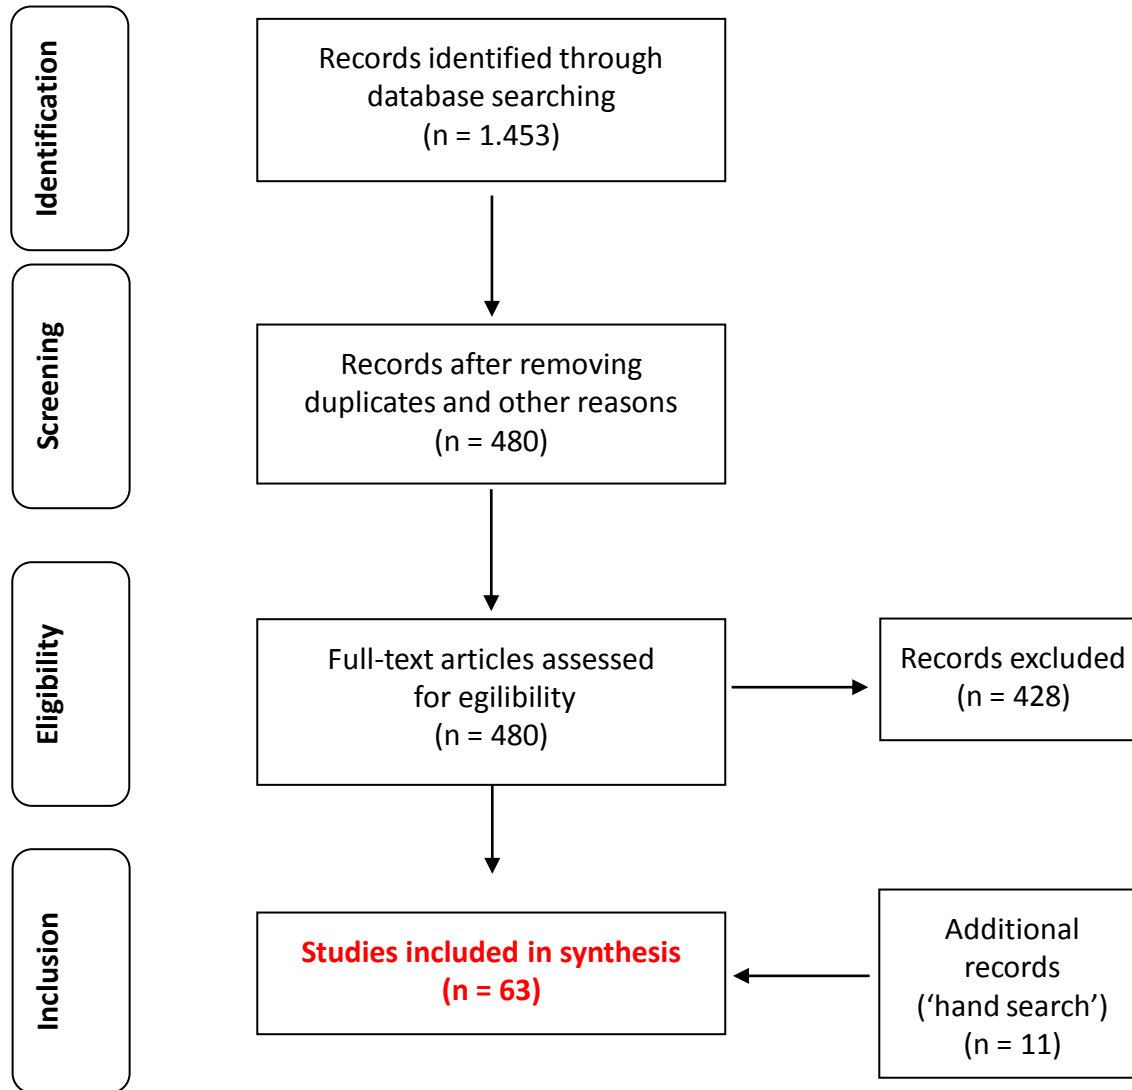 Identification
Records identified through
database searching
(n = 1.453)
Screening
Records after removing
duplicates and other reasons
(n = 480)
Eligibility
Full-text articles assessed
for egilibility
(n = 480)
Records excluded
(n = 428)
Inclusion
Studies included in synthesis
(n = 63)
Additional
records
(‘hand search’)
(n = 11)